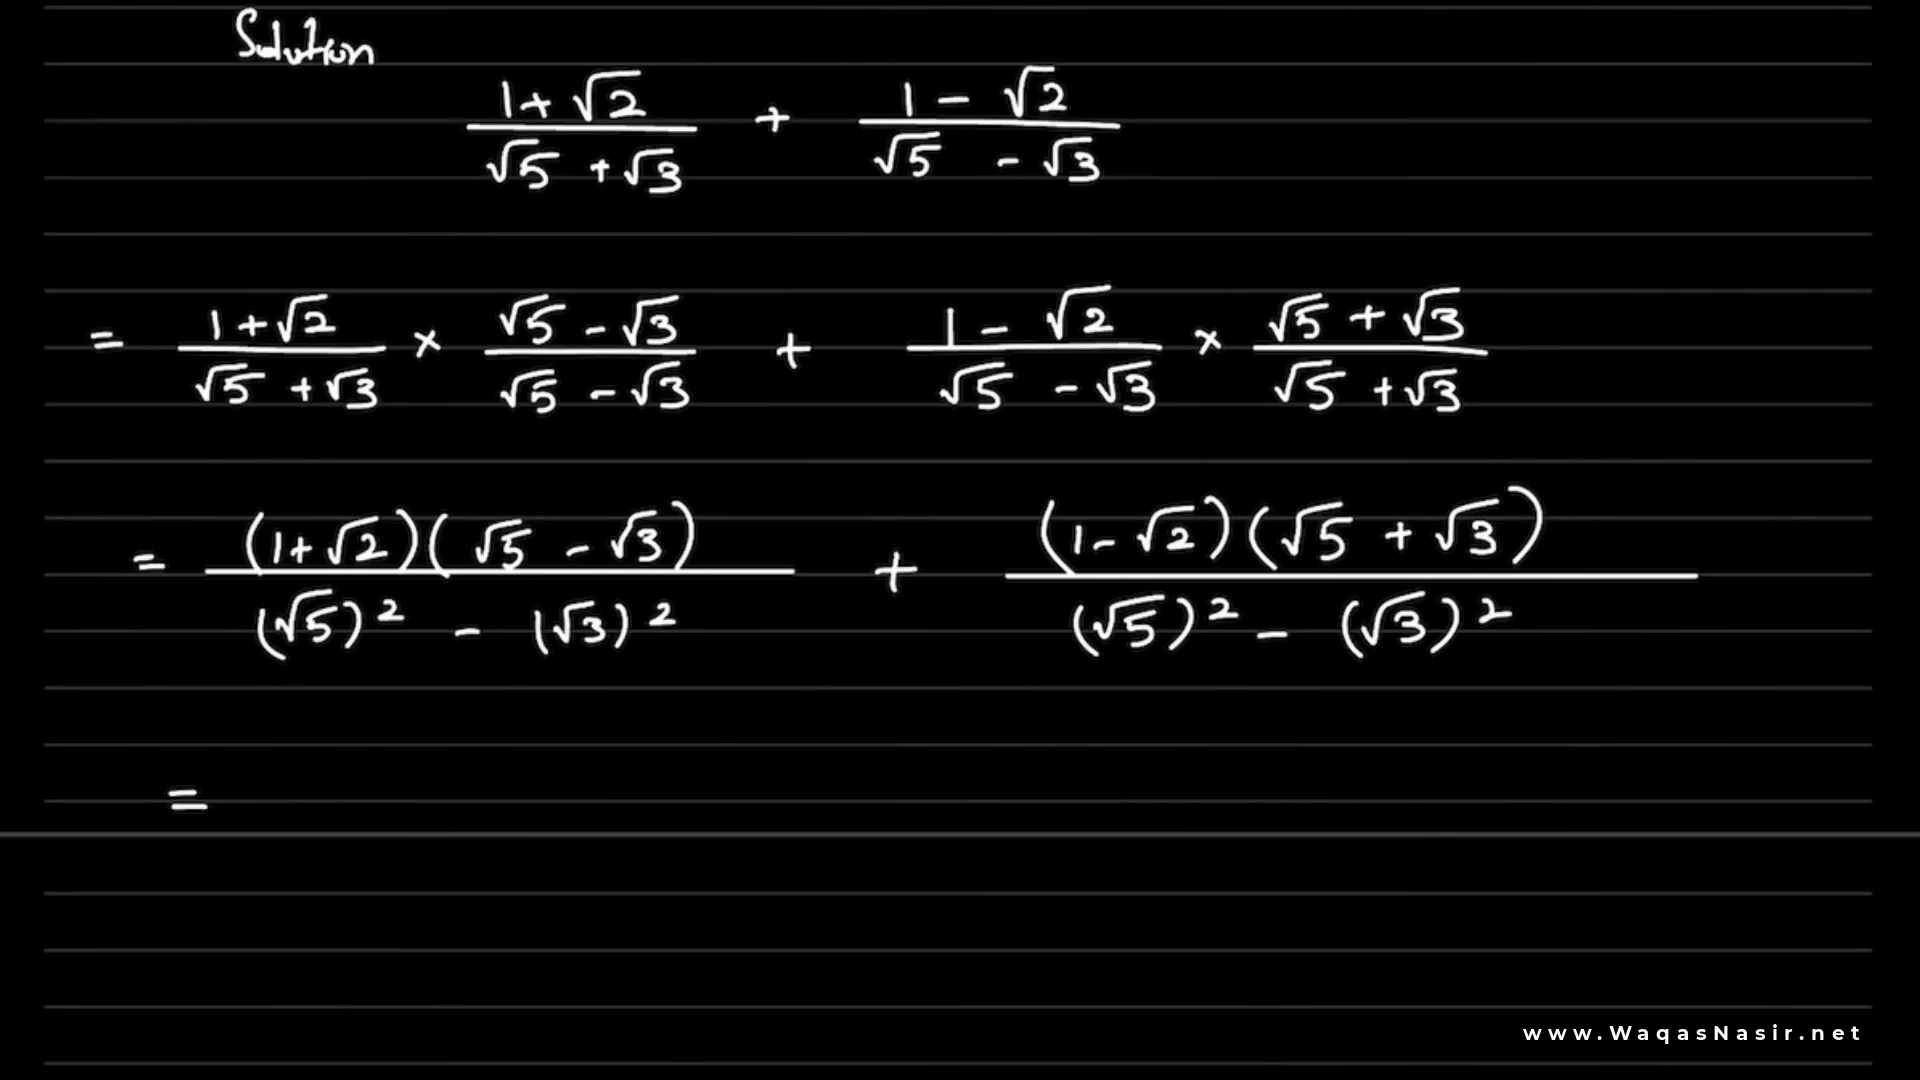 Solution
(1 + √2)/(√5 + √3) + (1 − √2)/(√5 − √3)
= (1 + √2)/(√5 + √3) × (√5 − √3)/(√5 − √3) + (1 − √2)/(√5 − √3) × (√5 + √3)/(√5 + √3)
= ((1 + √2)(√5 − √3))/((√5)² − (√3)²) + ((1 − √2)(√5 + √3))/((√5)² − (√3)²)
=
www.WaqasNasir.net